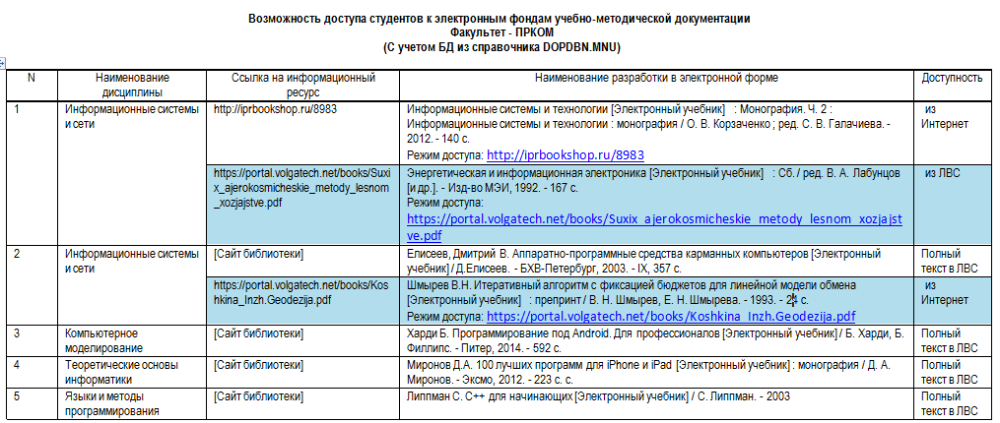 Возможность доступа студентов к электронным фондам учебно-методической документации
Факультет - ПРКОМ
(С учетом БД из справочника DOPDBN.MNU)
N Наименование дисциплины Ссылка на информационный ресурс Наименование разработки в электронной форме Доступность
1 Информационные системы и сети http://iprbookshop.ru/8983 Информационные системы и технологии [Электронный учебник] : Монография. Ч. 2 :
Информационные системы и технологии : монография / О. В. Корзаченко ; ред. С. В. Галачиева. -
2012. - 140 с.
Режим доступа: http://iprbookshop.ru/8983
из Интернет
https://portal.volgatech.net/books/Suxi
x_ajerokosmicheskie_metody_lesnom
_xozjajstve.pdf
Энергетическая и информационная электроника [Электронный учебник] : Сб. / ред. В. А. Лабунцов
[и др.]. - Изд-во МЭИ, 1992. - 167 с.
Режим доступа:
https://portal.volgatech.net/books/Suxix_ajerokosmicheskie_metody_lesnom_xozjajst
ve.pdf
из ЛВС
2 Информационные системы и сети [Сайт библиотеки] Елисеев, Дмитрий В. Аппаратно-программные средства карманных компьютеров [Электронный
учебник] / Д.Елисеев. - БХВ-Петербург, 2003. - IX, 357 с.
Полный
текст в ЛВС
https://portal.volgatech.net/books/Kos
hkina_Inzh.Geodezija.pdf
Шмырев В.Н. Итеративный алгоритм с фиксацией бюджетов для линейной модели обмена
[Электронный учебник] : препринт / В. Н. Шмырев, Е. Н. Шмырева. - 1993. - 24 с.
Режим доступа: https://portal.volgatech.net/books/Koshkina_Inzh.Geodezija.pdf
из
Интернет
3 Компьютерное моделирование [Сайт библиотеки] Харди Б. Программирование под Android. Для профессионалов [Электронный учебник] / Б. Харди, Б.
Филлипс. - Питер, 2014. - 592 с.
Полный
текст в ЛВС
4 Теоретические основы информатики [Сайт библиотеки] Миронов Д.А. 100 лучших программ для iPhone и iPad [Электронный учебник] : монография / Д. А.
Миронов. - Эксмо, 2012. - 223 с. с.
Полный
текст в ЛВС
5 Языки и методы программирования [Сайт библиотеки] Липпман С. C++ для начинающих [Электронный учебник] / С. Липпман. - 2003
Полный
текст в ЛВС